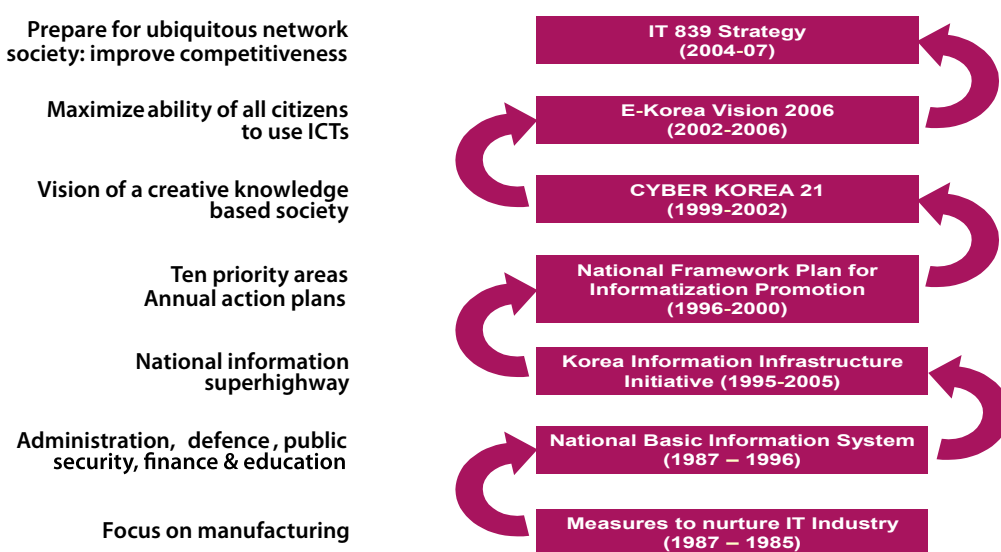 Prepare for ubiquitous network
society: improve competitiveness
IT 839 Strategy
(2004-07)
Maximize ability of all citizens
to use ICTs
E-Korea Vision 2006
(2002-2006)
Vision of a creative knowledge
based society
CYBER KOREA 21
(1999-2002)
Ten priority areas
Annual action plans
National Framework Plan for
Informatization Promotion
(1996-2000)
National information
superhighway
Korea Information Infrastructure
Initiative (1995-2005)
Administration, defence, public
security, finance & education
National Basic Information System
(1987 – 1996)
Focus on manufacturing
Measures to nurture IT Industry
(1987 – 1985)